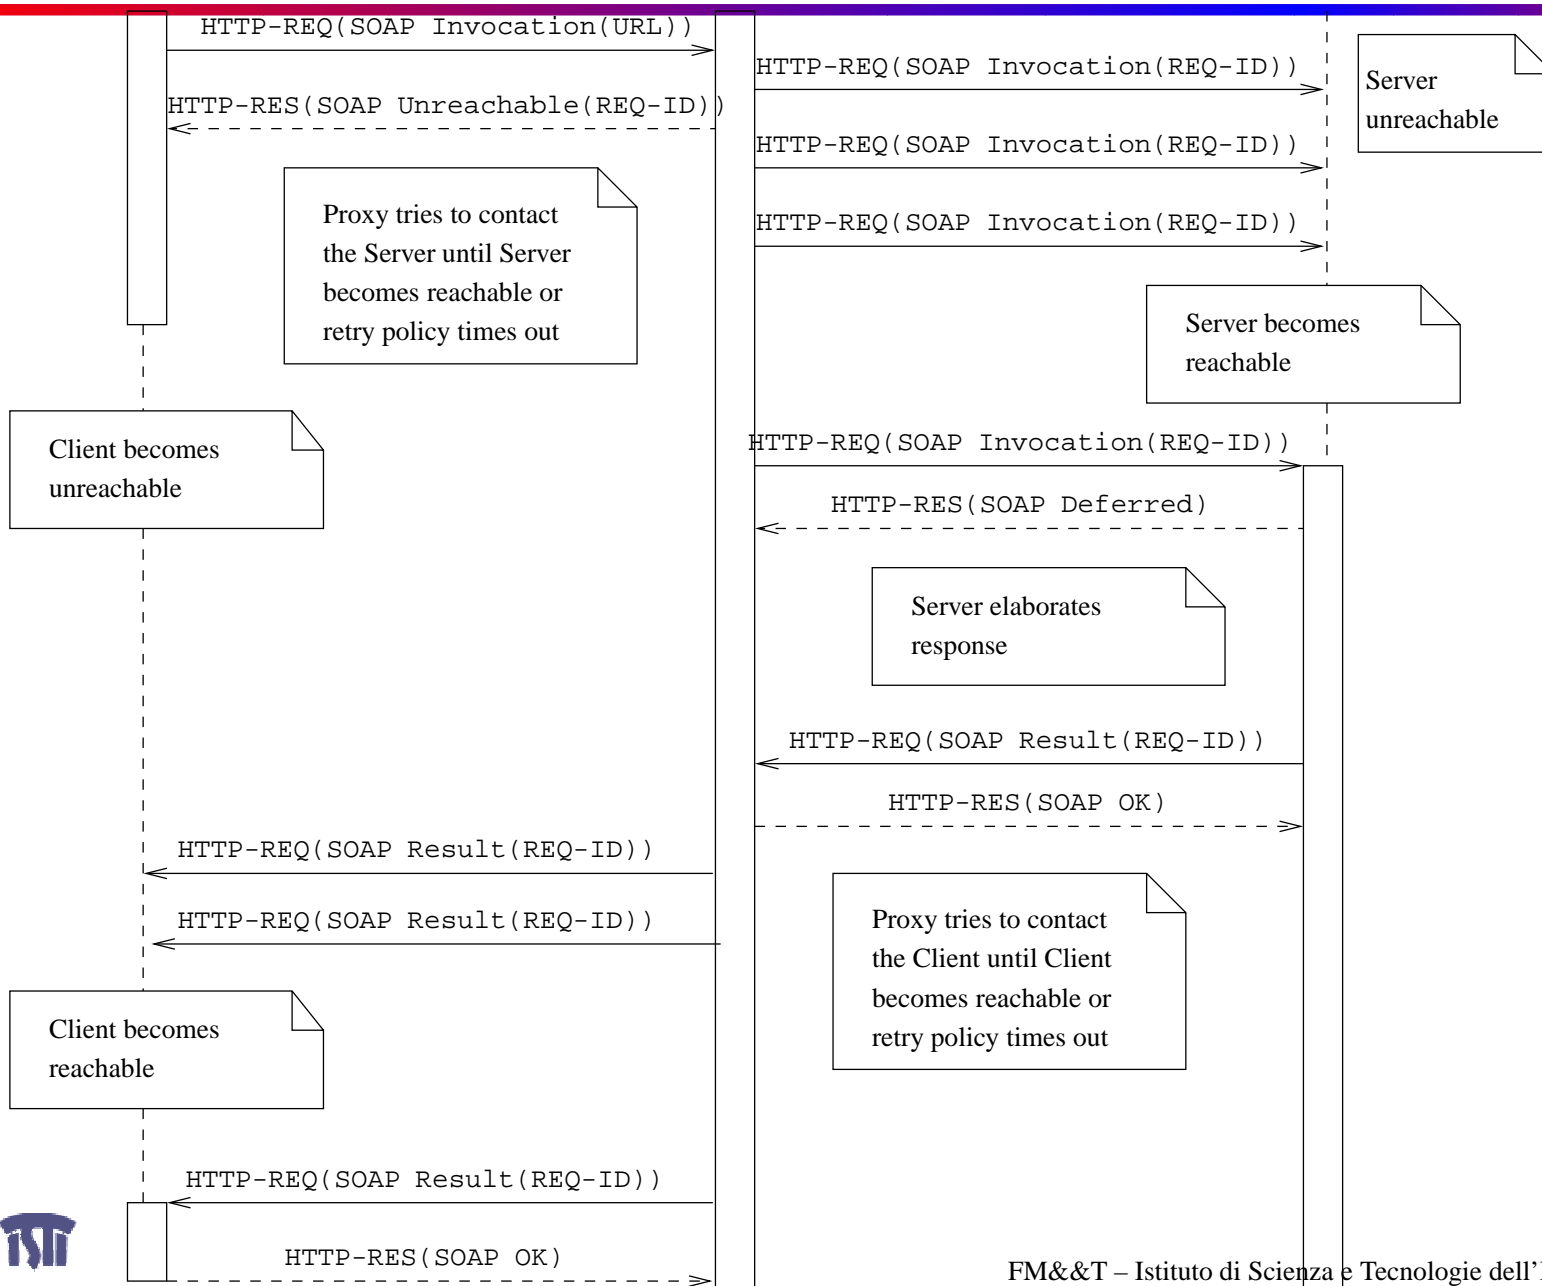 HTTP-REQ(SOAP Invocation(URL))
HTTP-REQ(SOAP Invocation(REQ-ID))
Server
unreachable
HTTP-RES(SOAP Unreachable(REQ-ID))
HTTP-REQ(SOAP Invocation(REQ-ID))
Proxy tries to contact
the Server until Server
becomes reachable or
retry policy times out
HTTP-REQ(SOAP Invocation(REQ-ID))
Server becomes
reachable
Client becomes
unreachable
HTTP-REQ(SOAP Invocation(REQ-ID))
HTTP-RES(SOAP Deferred)
Server elaborates
response
HTTP-REQ(SOAP Result(REQ-ID))
HTTP-RES(SOAP OK)
HTTP-REQ(SOAP Result(REQ-ID))
HTTP-REQ(SOAP Result(REQ-ID))
Proxy tries to contact
the Client until Client
becomes reachable or
retry policy times out
Client becomes
reachable
HTTP-REQ(SOAP Result(REQ-ID))
ISTI
HTTP-RES(SOAP OK)
FM&&T – Istituto di Scienza e Tecnologie dell'